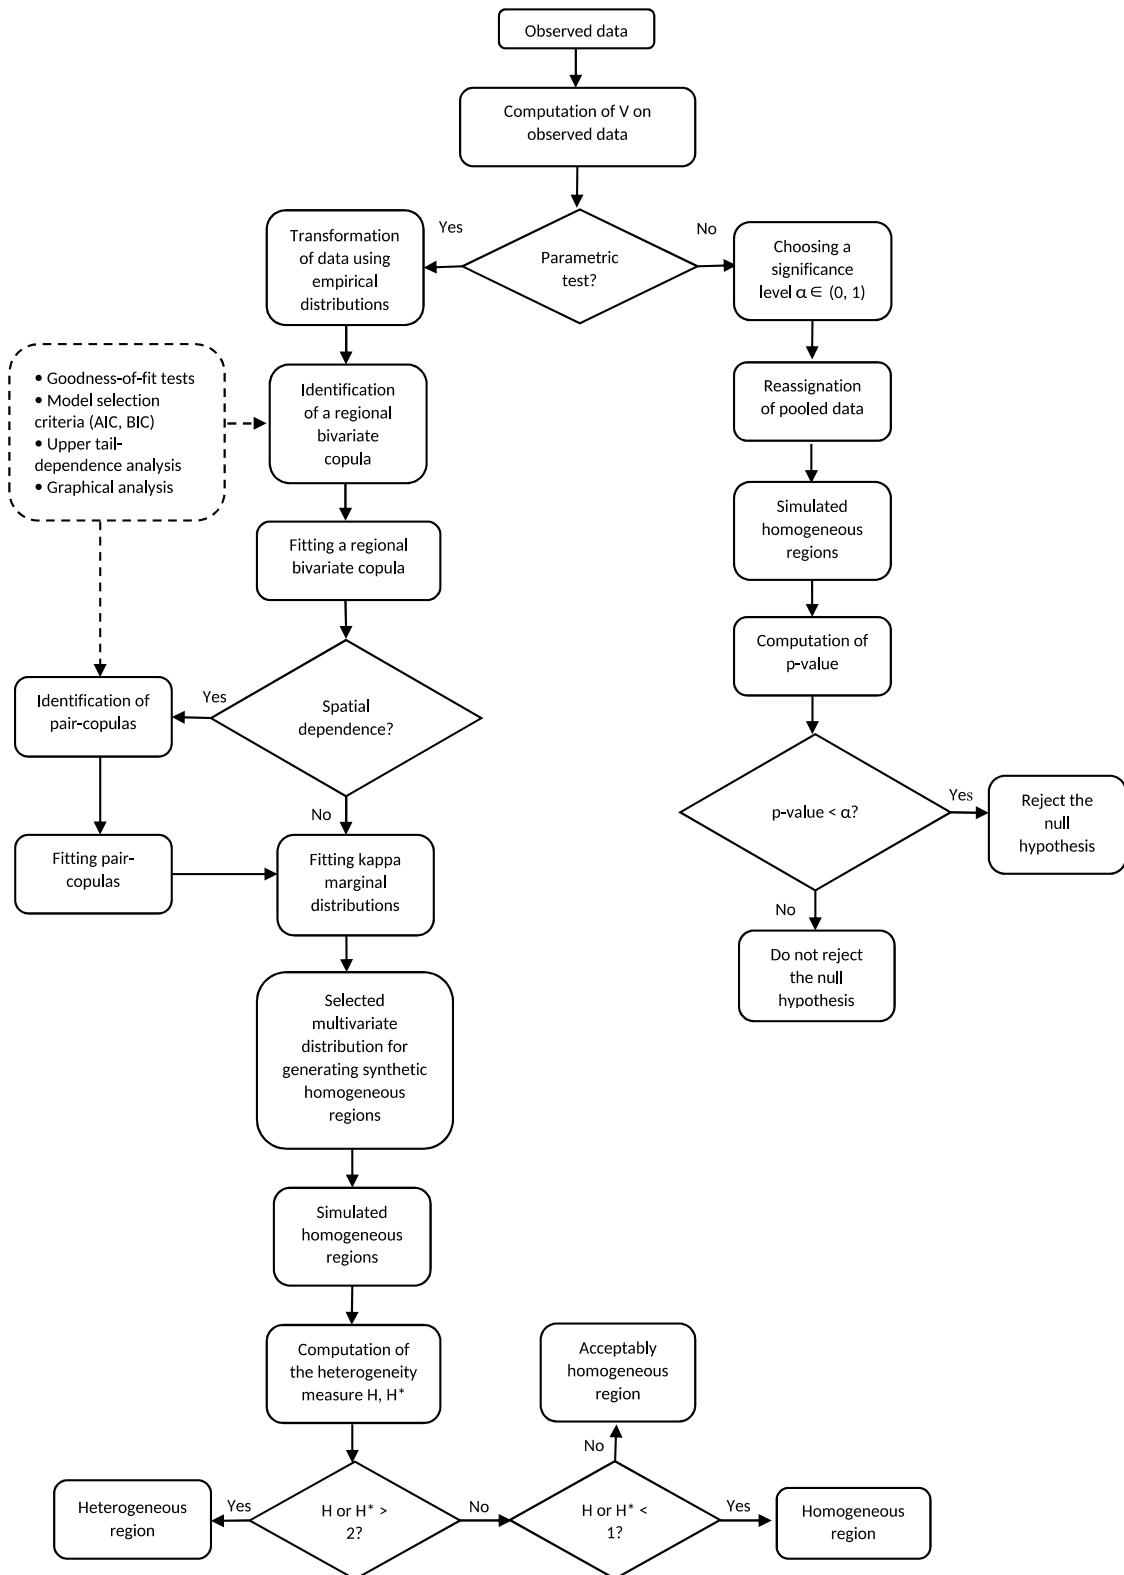 Observed data
Computation of V on
observed data
Parametric
test?
Yes
No
Transformation
of data using
empirical
distributions
Choosing a
significance
level α ∈ (0, 1)
• Goodness-of-fit tests
• Model selection
criteria (AIC, BIC)
• Upper tail-
dependence analysis
• Graphical analysis
Identification
of a regional
bivariate
copula
Reassignation
of pooled data
Fitting a regional
bivariate copula
Simulated
homogeneous
regions
Computation of
p-value
Spatial
dependence?
Yes
No
Identification of
pair-copulas
Fitting pair-
copulas
Fitting kappa
marginal
distributions
p-value < α?
Yes
No
Reject the
null
hypothesis
Do not reject
the null
hypothesis
Selected
multivariate
distribution for
generating synthetic
homogeneous
regions
Simulated
homogeneous
regions
Computation of
the heterogeneity
measure H, H*
Acceptably
homogeneous
region
No
Heterogeneous
region
Yes
H or H* >
2?
No
H or H* <
1?
Yes
Homogeneous
region